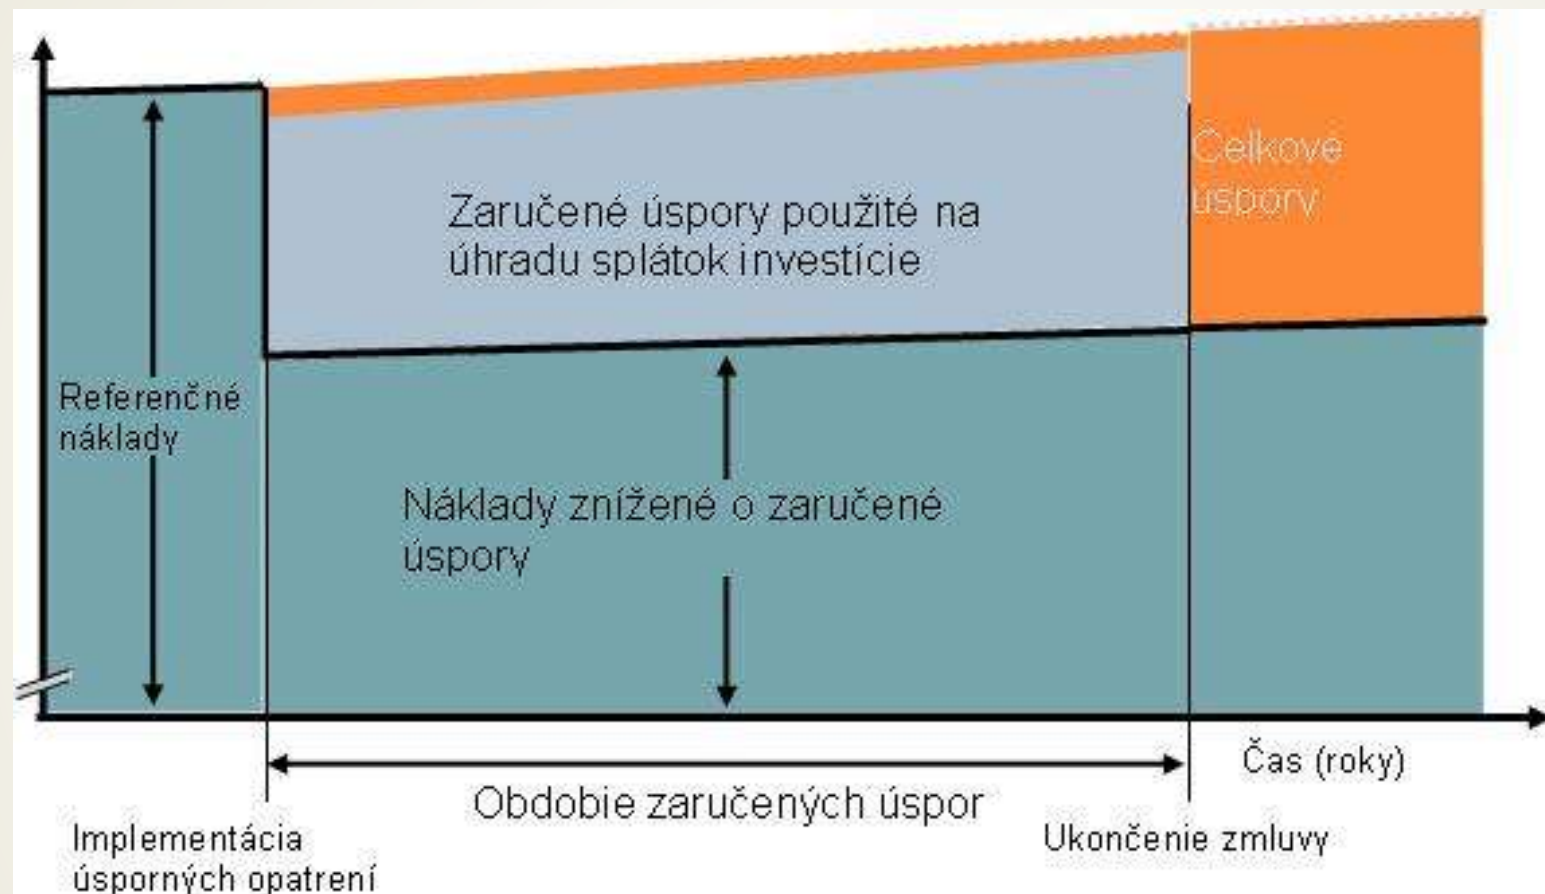 Celkové
úspory
Zaručené úspory použité na
úhradu splátok investície
Referenčné
náklady
Náklady znížené o zaručené
úspory
Čas (roky)
Obdobie zaručených úspor
Implementácia
úsporných opatrení
Ukončenie zmluvy